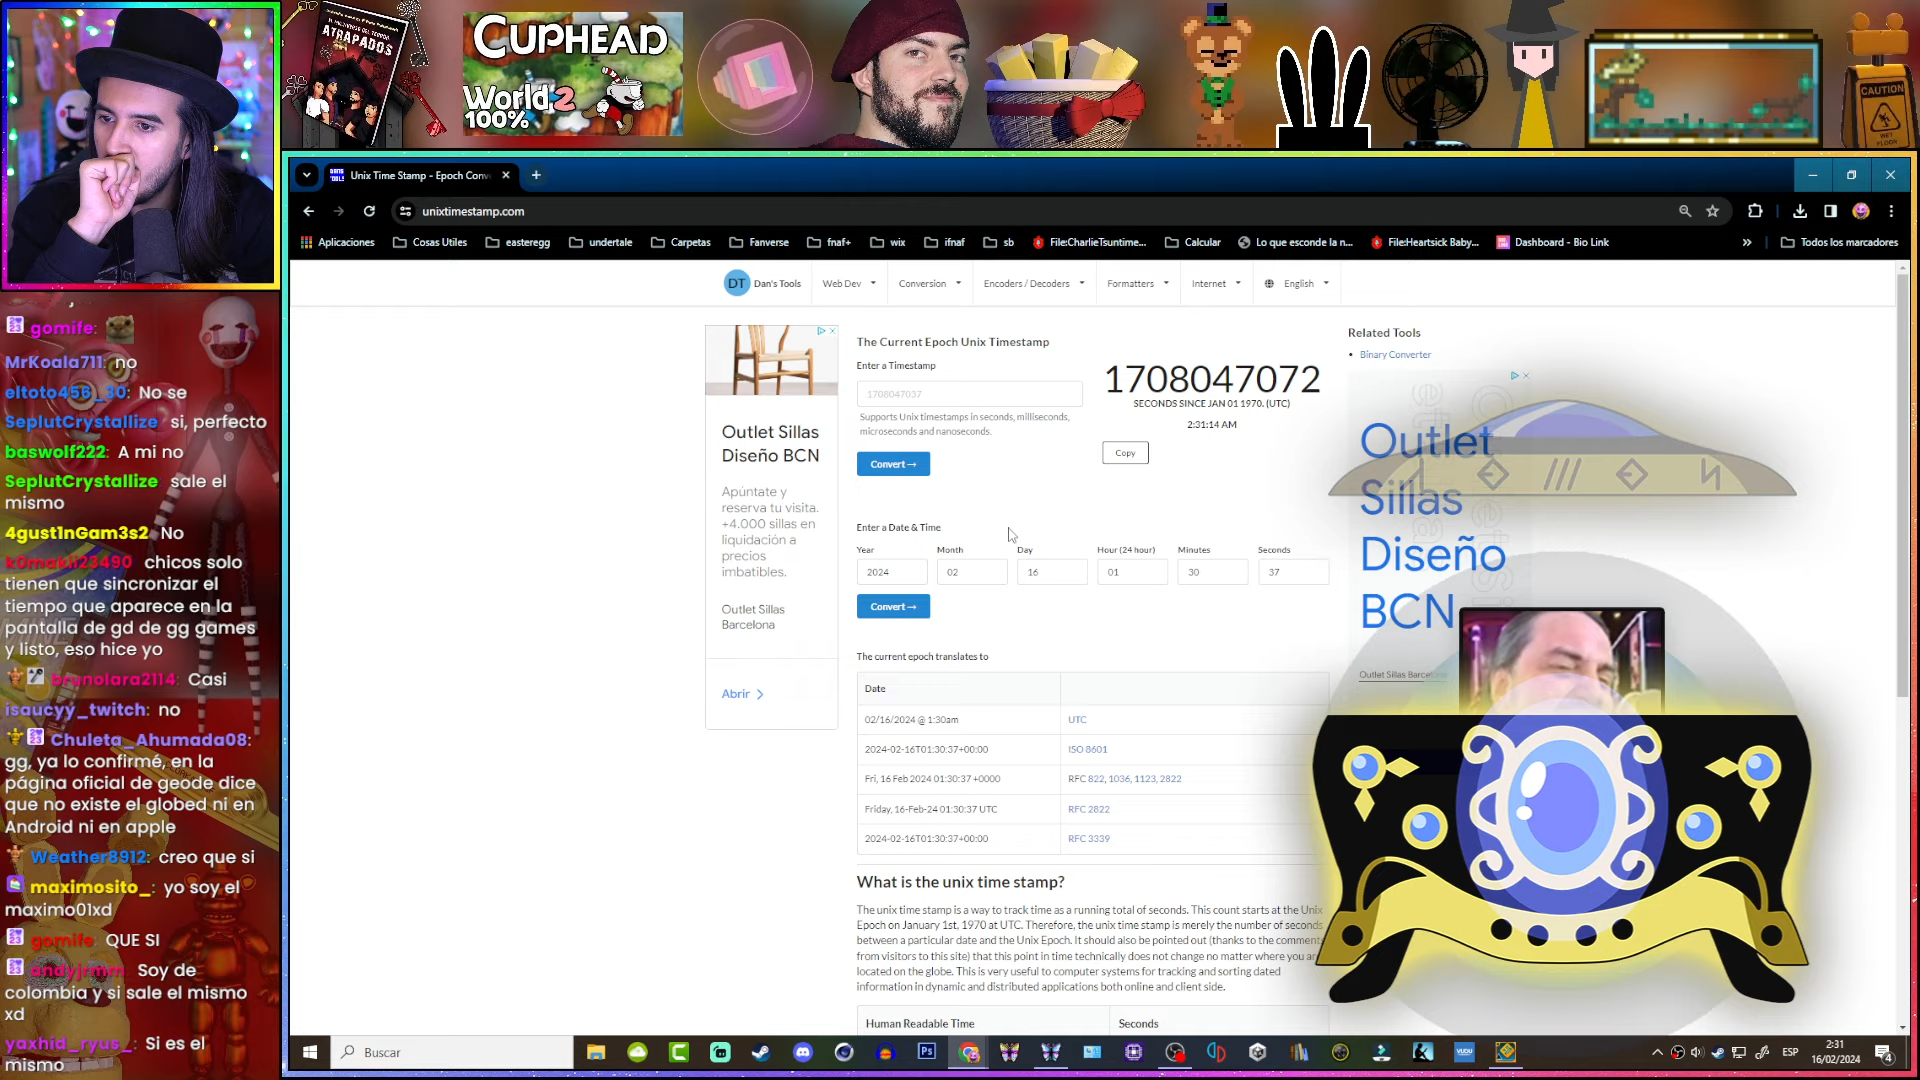 ATRAPADOS
CUPHEAD
World 2
100%
CAUTION
WET
FLOOR
Unix Time Stamp - Epoch Conv
unixtimestamp.com
Aplicaciones
Cosas Utiles
easteregg
undertale
Carpetas
Fanverse
fnaf+
wix
ifnaf
sb
File:CharlieTsuntime...
Calcular
Lo que esconde la n...
File:Heartsick Baby...
Dashboard - Bio Link
»
Todos los marcadores
DT Dan's Tools
Web Dev
Conversion
Encoders / Decoders
Formatters
Internet
English
gomife:
MrKoala711: no
eltoto456_30: No se
SeplutCrystallize si, perfecto
baswolf222: A mi no
SeplutCrystallize sale el
mismo
4gust1nGam3s2 No
k0makii23490 chicos solo
tienen que sincronizar el
tiempo que aparece en la
pantalla de gd de gg games
y listo, eso hice yo
brunolara2114: Casi
isaucyy_twitch: no
Chuleta_Ahumada08:
gg, ya lo confirmé, en la
página oficial de geode dice
que no existe el globed ni en
Android ni en apple
Weather8912: creo que si
maximosito_: yo soy el
maximo01xd
gomife: QUE SI
andyjrmm Soy de
colombia y si sale el mismo
xd
yaxhid_ryus_: Si es el
mismo
Outlet Sillas
Diseño BCN
Apúntate y
reserva tu visita.
+4.000 sillas en
liquidación a
precios
imbatibles.
Outlet Sillas
Barcelona
Abrir
The Current Epoch Unix Timestamp
Enter a Timestamp
1708047037
Supports Unix timestamps in seconds, milliseconds,
microseconds and nanoseconds.
Convert →
1708047072
SECONDS SINCE JAN 01 1970. (UTC)
2:31:14 AM
Copy
Enter a Date & Time
Year
Month
Day
Hour (24 hour)
Minutes
Seconds
2024
02
16
01
30
37
Convert →
The current epoch translates to
Date
02/16/2024 @ 1:30am
UTC
2024-02-16T01:30:37+00:00
ISO 8601
Fri, 16 Feb 2024 01:30:37 +0000
RFC 822, 1036, 1123, 2822
Friday, 16-Feb-24 01:30:37 UTC
RFC 2822
2024-02-16T01:30:37+00:00
RFC 3339
What is the unix time stamp?
The unix time stamp is a way to track time as a running total of seconds. This count starts at the Unix
Epoch on January 1st, 1970 at UTC. Therefore, the unix time stamp is merely the number of seconds
between a particular date and the Unix Epoch. It should also be pointed out (thanks to the comments
from visitors to this site) that this point in time technically does not change no matter where you are
located on the globe. This is very useful to computer systems for tracking and sorting dated
information in dynamic and distributed applications both online and client side.
Human Readable Time
Seconds
Related Tools
Binary Converter
Outlet
Sillas
Diseño
BCN
Outlet Sillas Barcelona
Buscar
Ps
VUDU
ESP
2:31
16/02/2024
4